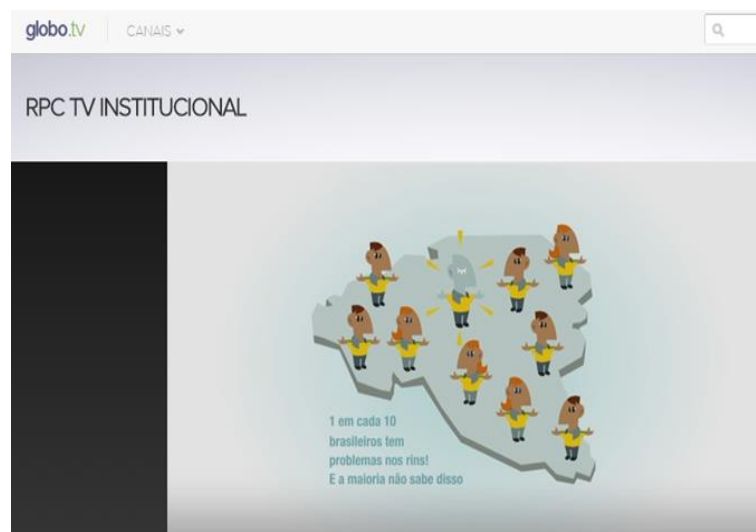 globo.tv CANAIS
RPC TV INSTITUCIONAL
1 em cada 10
brasileiros tem
problemas nos rins!
E a maioria não sabe disso